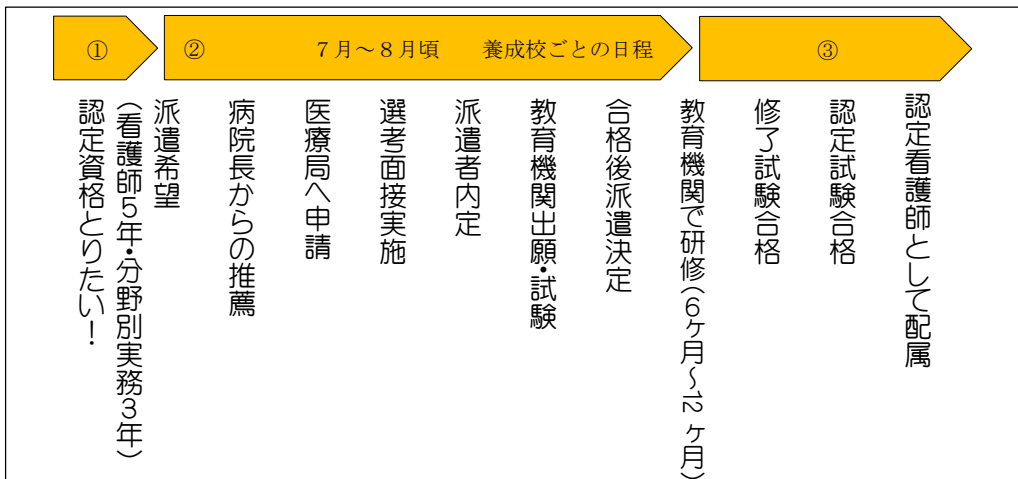 ①
② 7月～8月頃 養成校ごとの日程
③
認定資格とりたい！
（看護師5年・分野別実務3年）
派遣希望
病院長からの推薦
医療局へ申請
選考面接実施
派遣者内定
教育機関出願・試験
合格後派遣決定
教育機関で研修（6ヶ月～12ヶ月）
修了試験合格
認定試験合格
認定看護師として配属